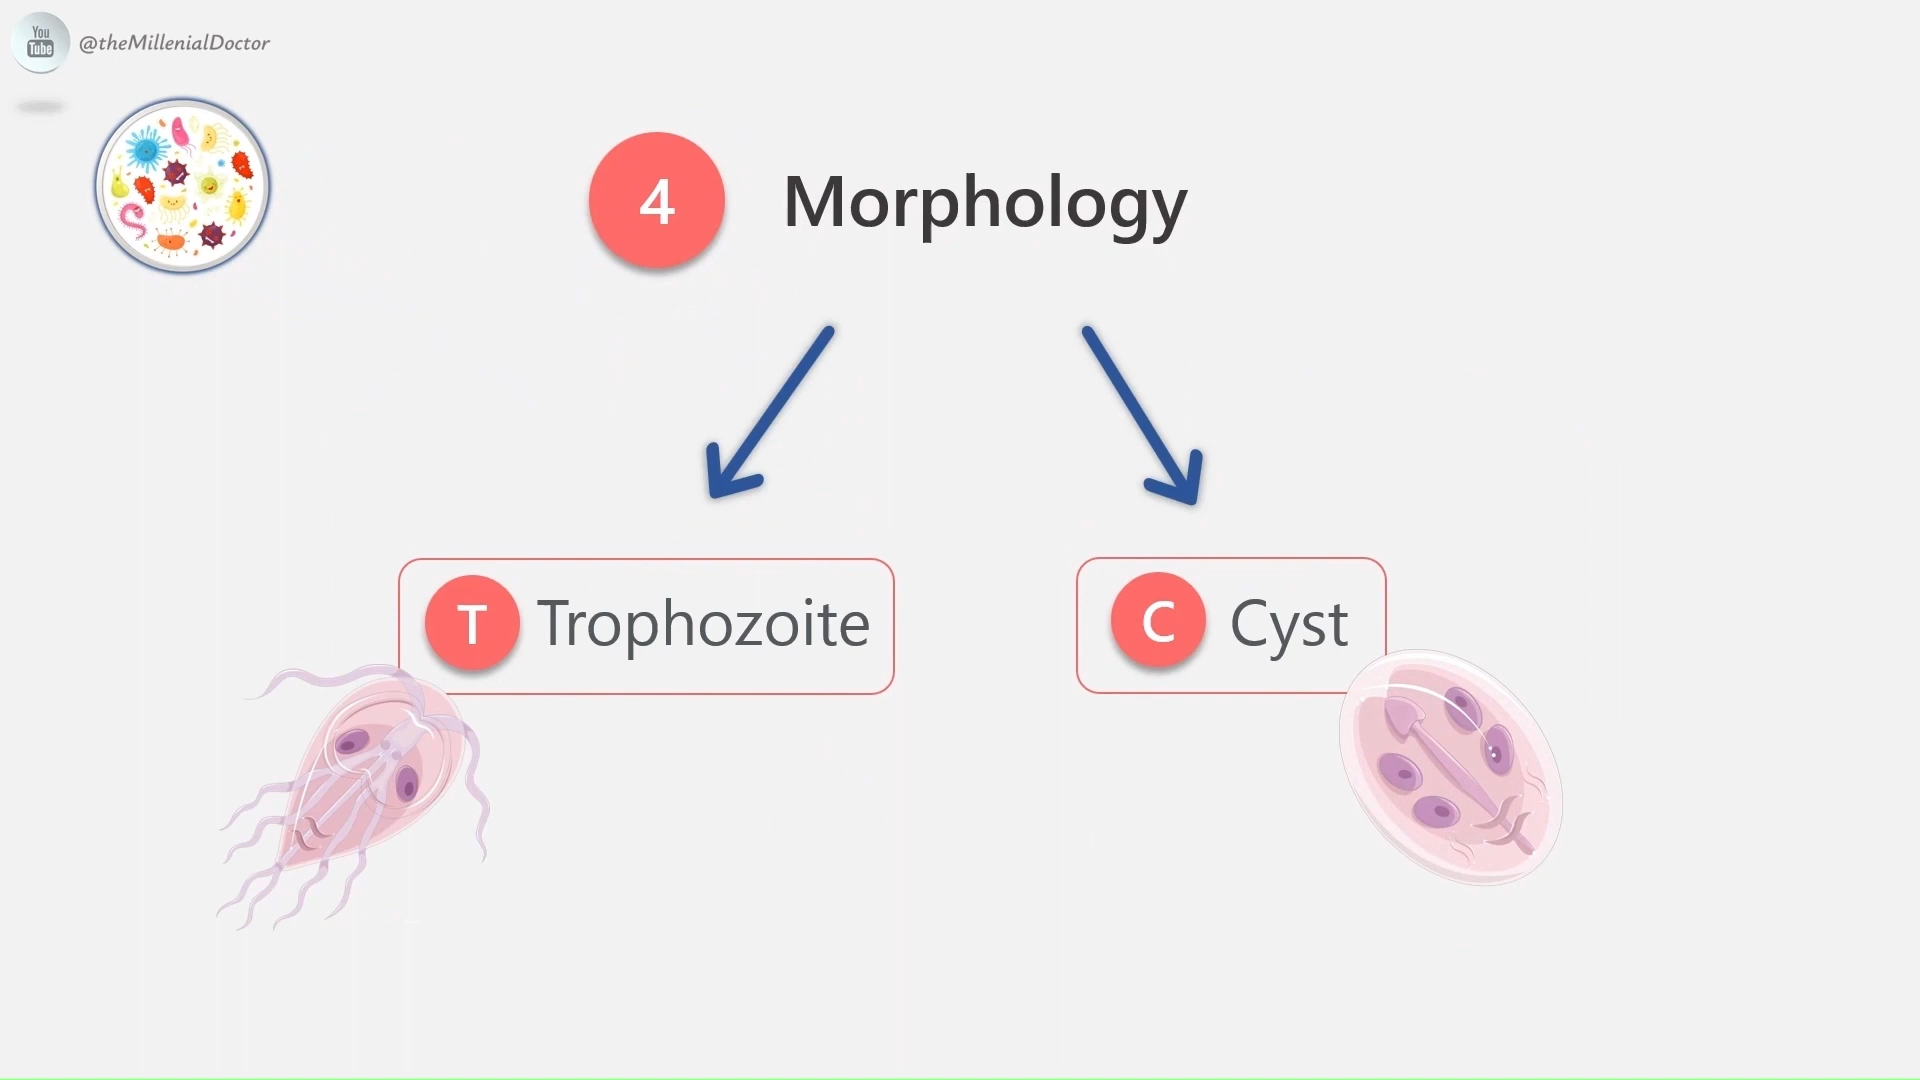 You
Tube
@theMillenialDoctor
4 Morphology
T Trophozoite
C Cyst